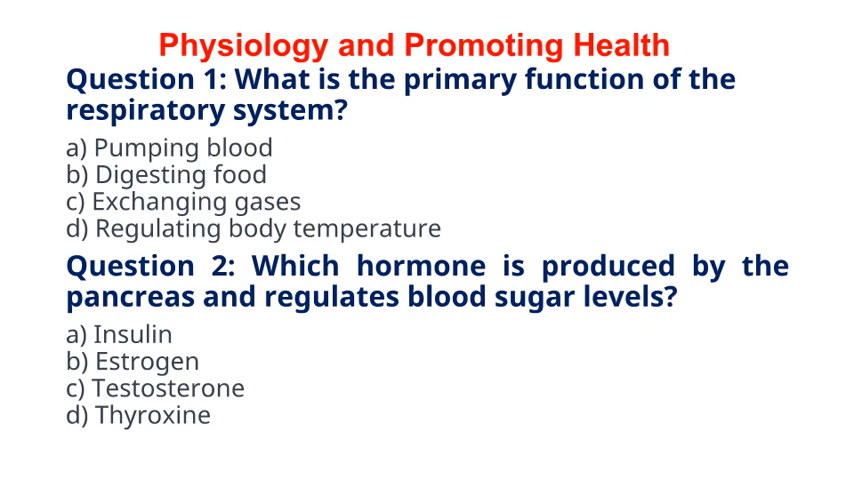 Physiology and Promoting Health
Question 1: What is the primary function of the
respiratory system?
a) Pumping blood
b) Digesting food
c) Exchanging gases
d) Regulating body temperature
Question 2: Which hormone is produced by the
pancreas and regulates blood sugar levels?
a) Insulin
b) Estrogen
c) Testosterone
d) Thyroxine